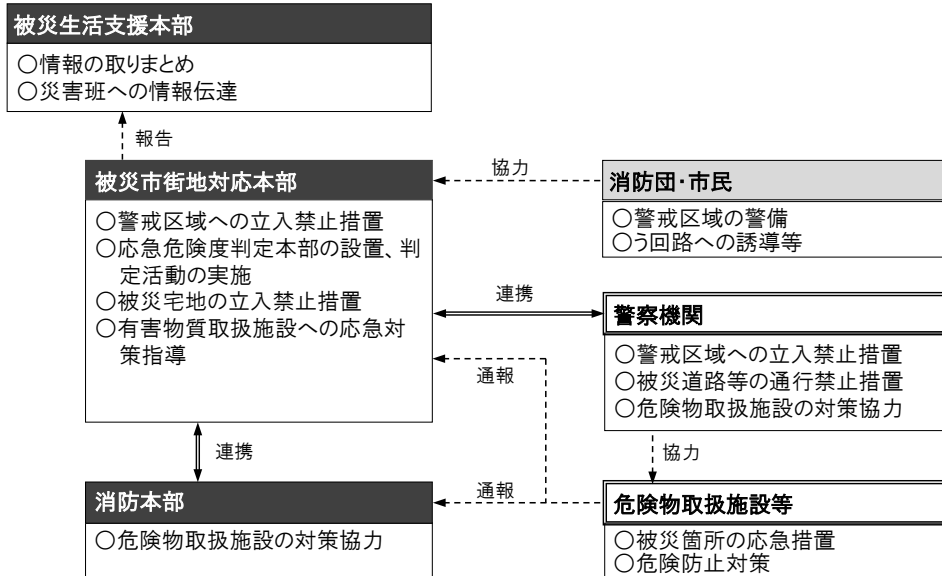 被災生活支援本部
○情報の取りまとめ
○災害班への情報伝達
報告
被災市街地対応本部
○警戒区域への立入禁止措置
○応急危険度判定本部の設置、判
定活動の実施
○被災宅地の立入禁止措置
○有害物質取扱施設への応急対
策指導
協力
消防団・市民
○警戒区域の警備
○う回路への誘導等
連携
警察機関
○警戒区域への立入禁止措置
○被災道路等の通行禁止措置
○危険物取扱施設の対策協力
通報
連携
協力
消防本部
○危険物取扱施設の対策協力
通報
危険物取扱施設等
○被災箇所の応急措置
○危険防止対策